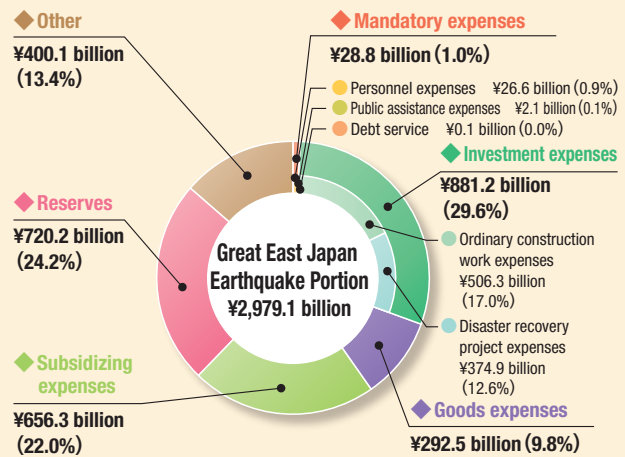 Other
¥400.1 billion
(13.4%)
Mandatory expenses
¥28.8 billion (1.0%)
Personnel expenses ¥26.6 billion (0.9%)
Public assistance expenses ¥2.1 billion (0.1%)
Debt service ¥0.1 billion (0.0%)
Investment expenses
¥881.2 billion
(29.6%)
Ordinary construction
work expenses
¥506.3 billion
(17.0%)
Disaster recovery
project expenses
¥374.9 billion
(12.6%)
Goods expenses
¥292.5 billion (9.8%)
Subsidizing
expenses
¥656.3 billion
(22.0%)
Reserves
¥720.2 billion
(24.2%)
Great East Japan
Earthquake Portion
¥2,979.1 billion